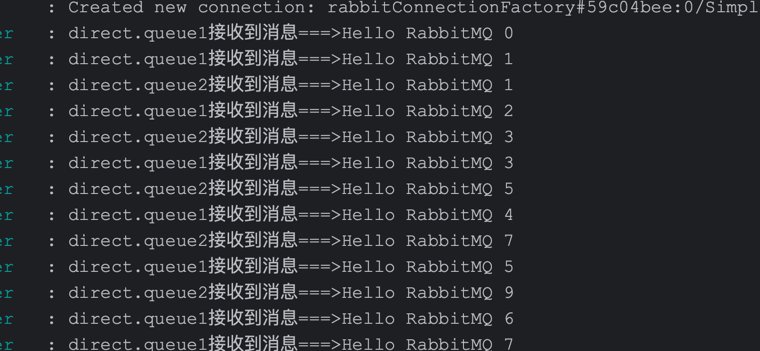 : Created new connection: rabbitConnectionFactory#59c04bee:0/Simpl
er : direct.queue1接收到消息===>Hello RabbitMQ 0
er : direct.queue1接收到消息===>Hello RabbitMQ 1
er : direct.queue2接收到消息===>Hello RabbitMQ 1
er : direct.queue1接收到消息===>Hello RabbitMQ 2
er : direct.queue2接收到消息===>Hello RabbitMQ 3
er : direct.queue1接收到消息===>Hello RabbitMQ 3
er : direct.queue2接收到消息===>Hello RabbitMQ 5
er : direct.queue1接收到消息===>Hello RabbitMQ 4
er : direct.queue2接收到消息===>Hello RabbitMQ 7
er : direct.queue1接收到消息===>Hello RabbitMQ 5
er : direct.queue2接收到消息===>Hello RabbitMQ 9
er : direct.queue1接收到消息===>Hello RabbitMQ 6
er : direct.queue1接收到消息===>Hello RabbitMQ 7